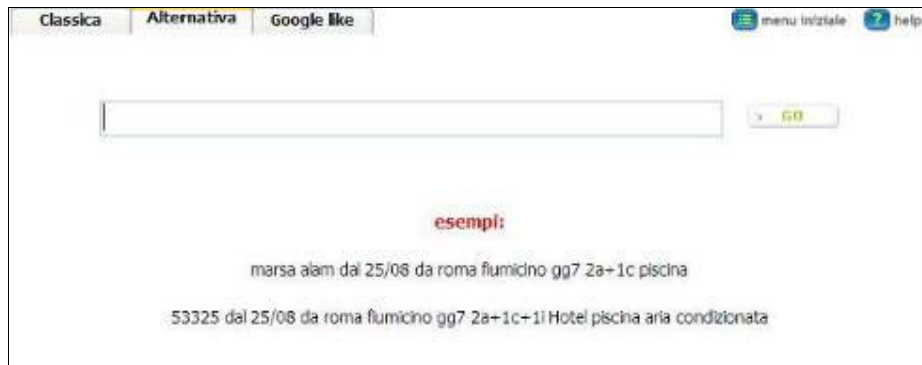 Classica Alternativa Google like menu iniziale help
GO
esempi:
marsa alam dal 25/08 da roma fiumicino gg7 2a+1c piscina
53325 dal 25/08 da roma fiumicino gg7 2a+1c+1i Hotel piscina aria condizionata